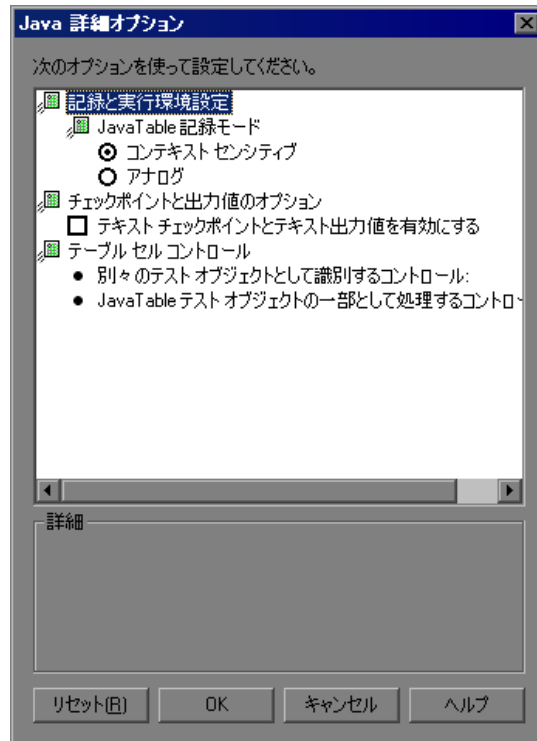 Java 詳細オプション
次のオプションを使って設定してください。
記録と実行環境設定
JavaTable 記録モード
コンテキスト センシティブ
アナログ
チェックポイントと出力値のオプション
テキスト チェックポイントとテキスト出力値を有効にする
テーブル セル コントロール
別々のテスト オブジェクトとして識別するコントロール:
JavaTable テスト オブジェクトの一部として処理するコントロ
詳細
リセット(R) OK キャンセル ヘルプ